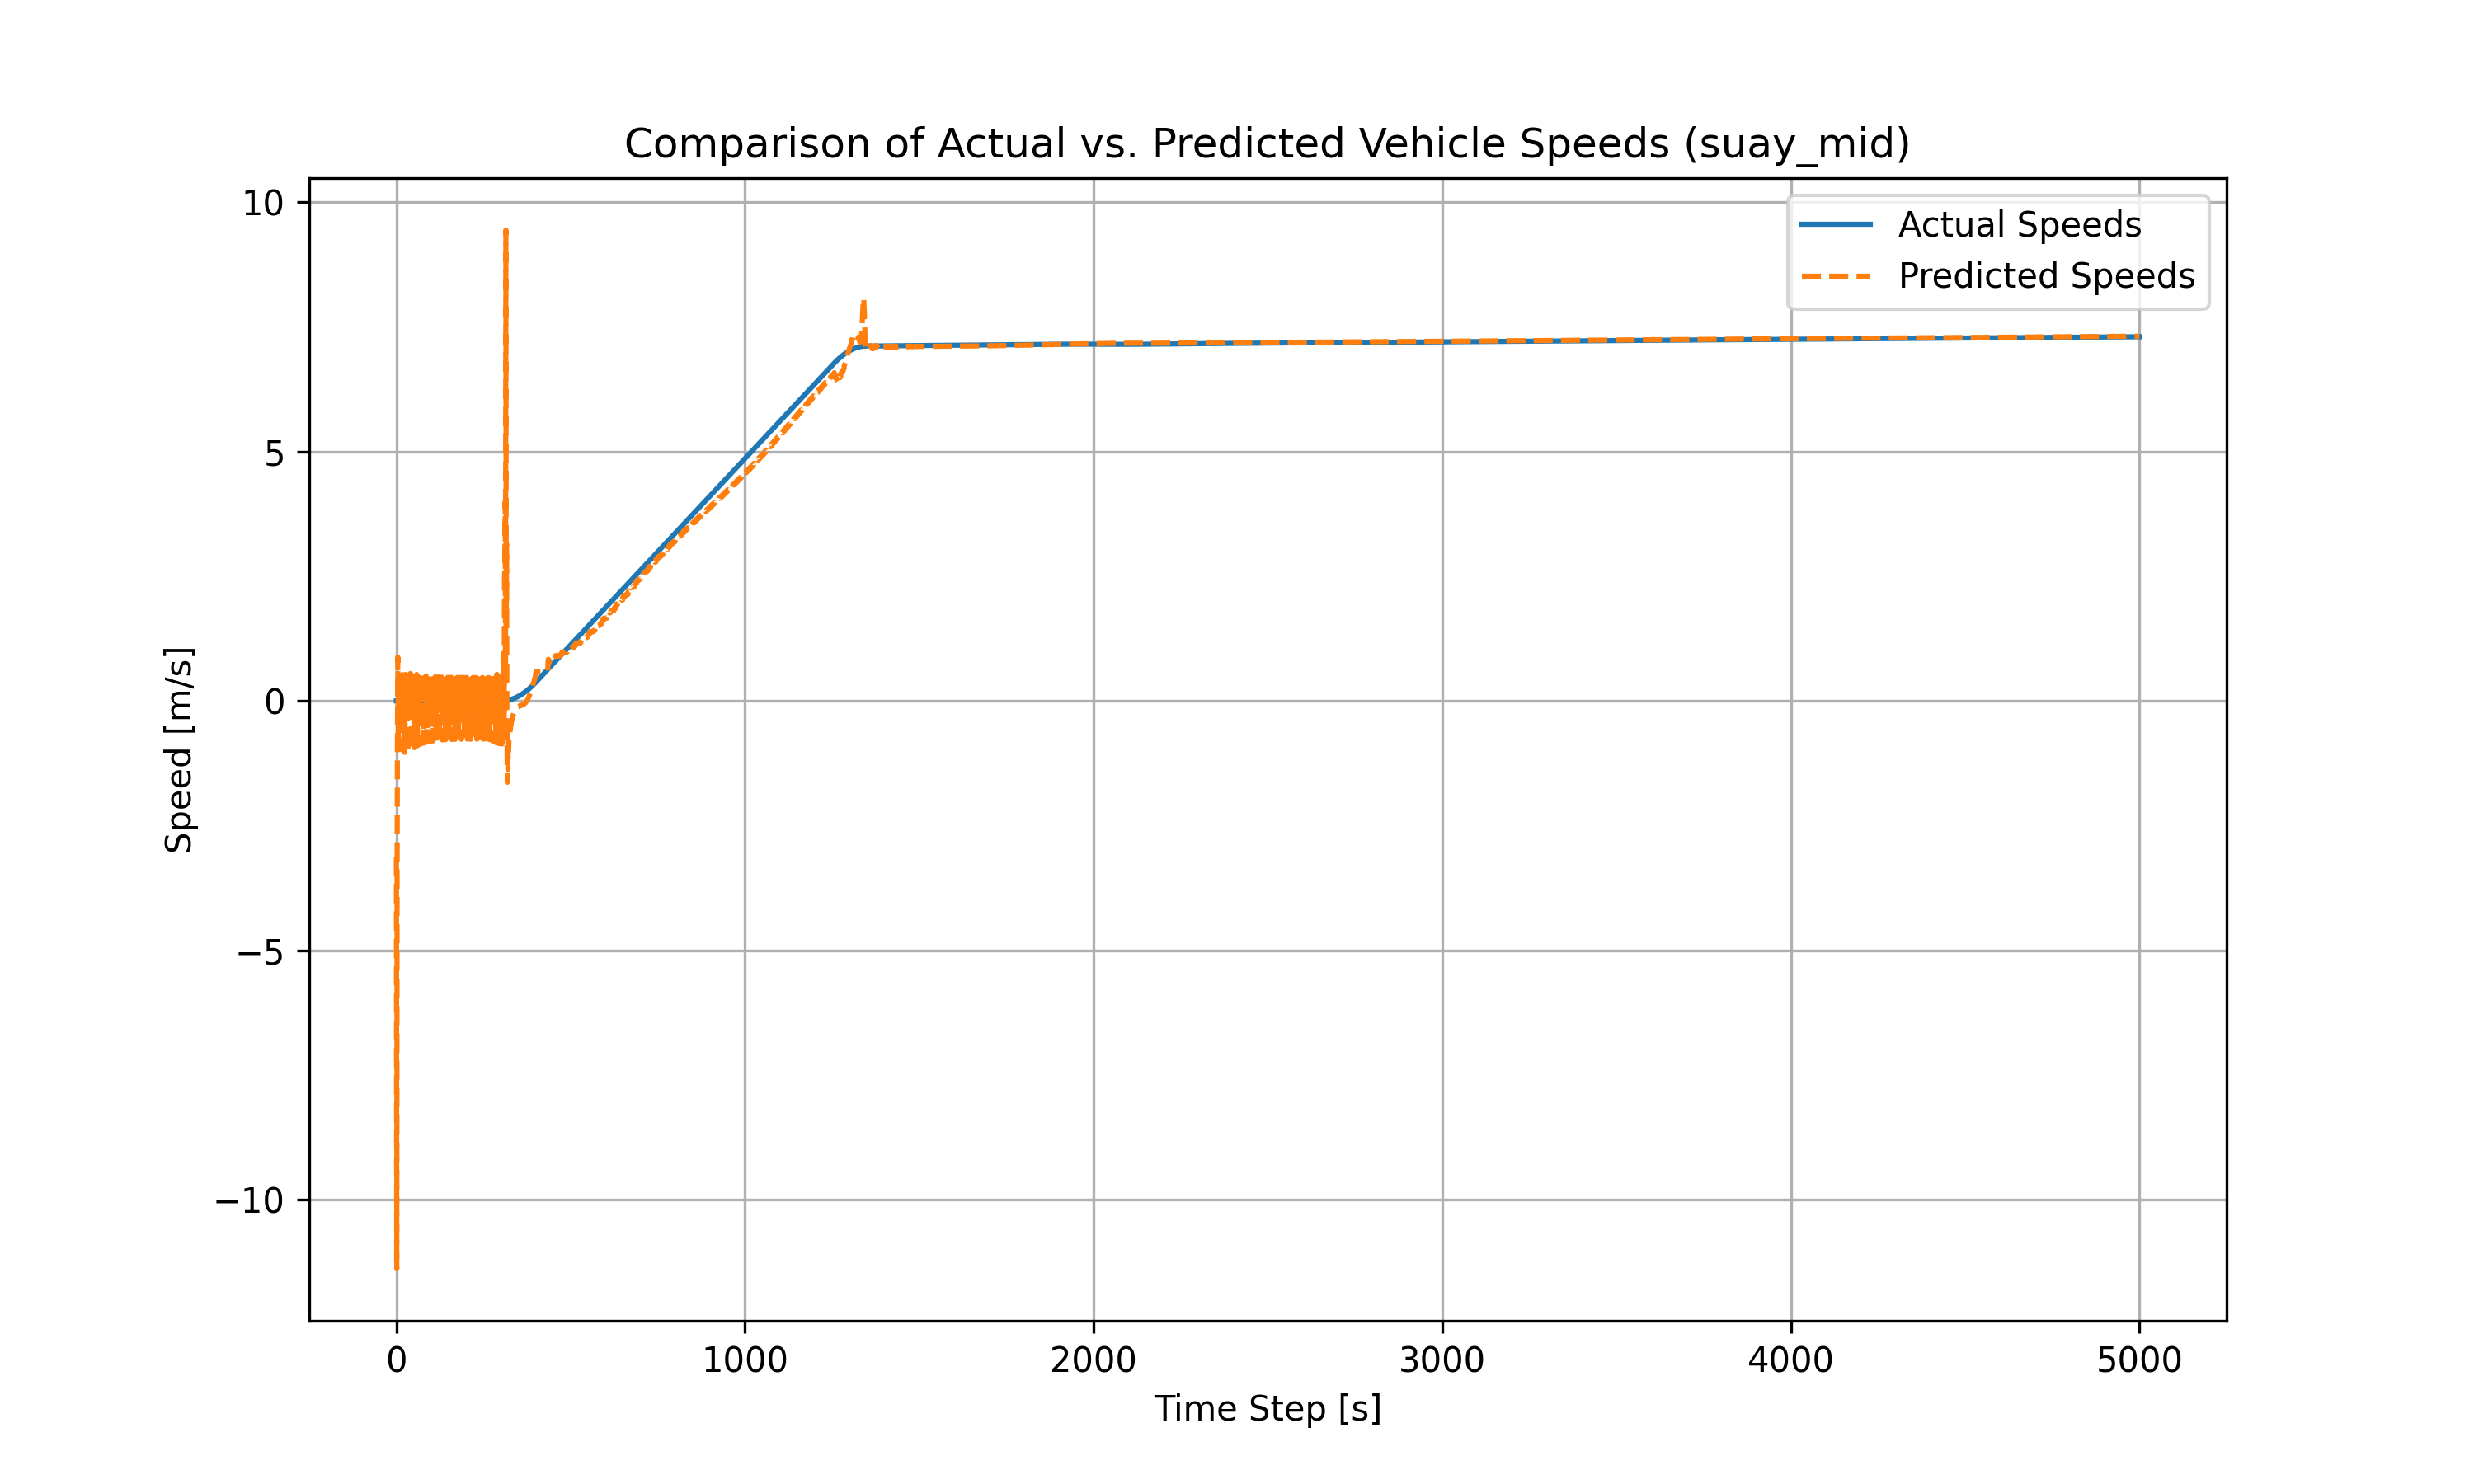 Comparison of Actual vs. Predicted Vehicle Speeds (suay_mid)
Actual Speeds
Predicted Speeds
Speed [m/s]
10
5
0
−5
−10
0 1000 2000 3000 4000 5000
Time Step [s]